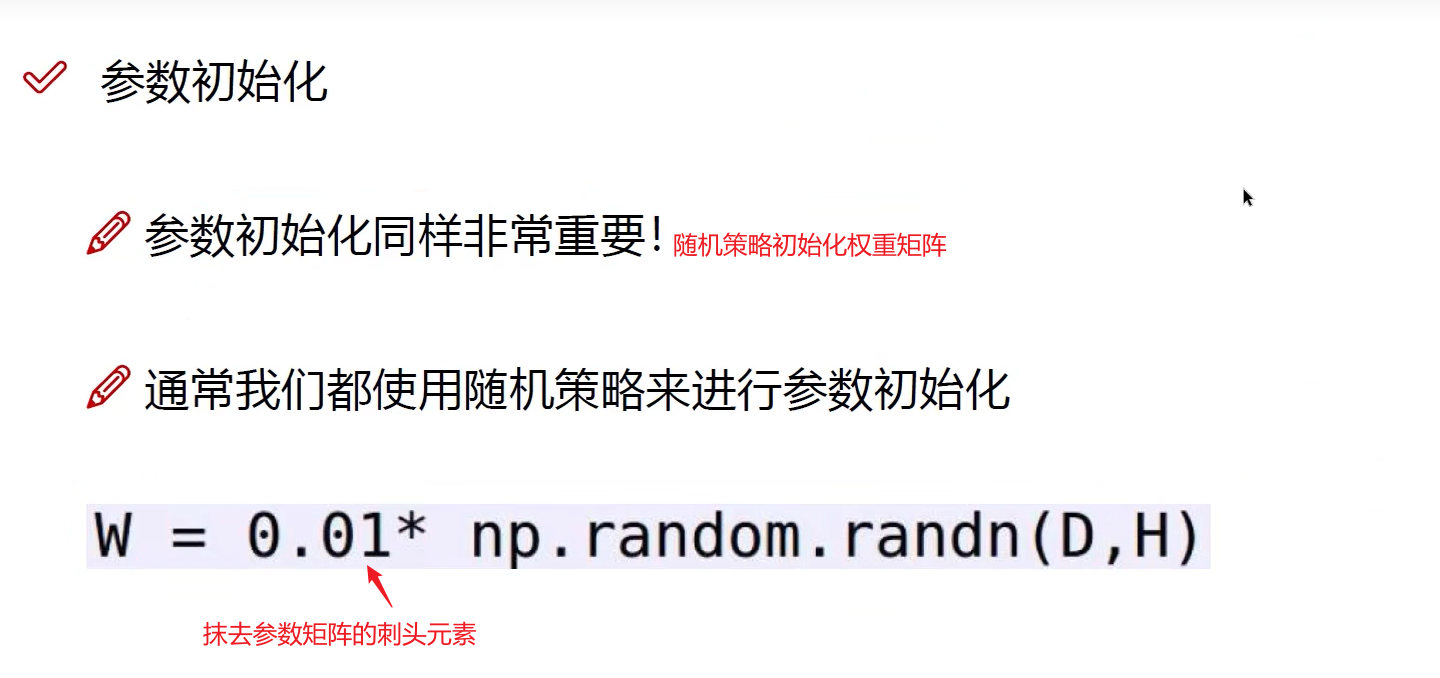 参数初始化
参数初始化同样非常重要! 随机策略初始化权重矩阵
通常我们都使用随机策略来进行参数初始化
W = 0.01* np.random.randn(D,H)
抹去参数矩阵的刺头元素